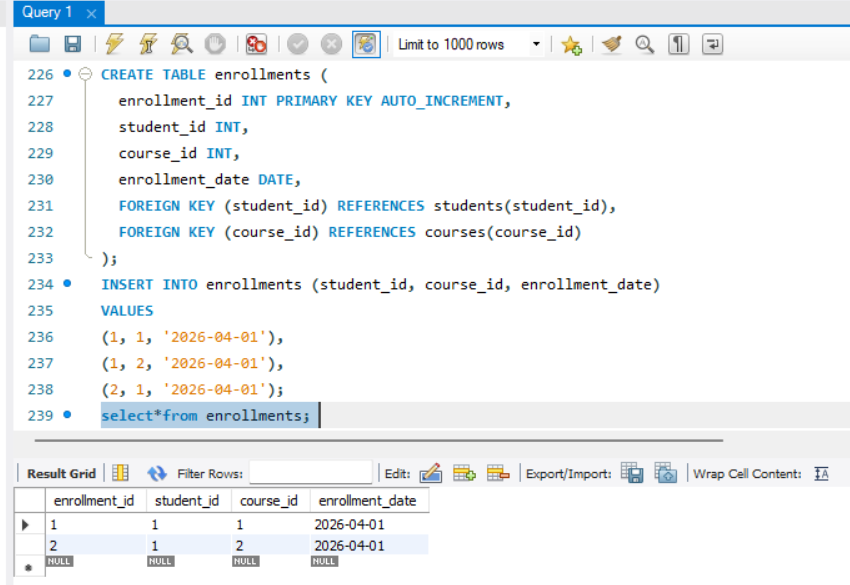 Query 1
Limit to 1000 rows
226 CREATE TABLE enrollments (
227 enrollment_id INT PRIMARY KEY AUTO_INCREMENT,
228 student_id INT,
229 course_id INT,
230 enrollment_date DATE,
231 FOREIGN KEY (student_id) REFERENCES students(student_id),
232 FOREIGN KEY (course_id) REFERENCES courses(course_id)
233 );
234 INSERT INTO enrollments (student_id, course_id, enrollment_date)
235 VALUES
236 (1, 1, '2026-04-01'),
237 (1, 2, '2026-04-01'),
238 (2, 1, '2026-04-01');
239 select*from enrollments;
Result Grid Filter Rows: Edit: Export/Import: Wrap Cell Content: IA
enrollment_id student_id course_id enrollment_date
1 1 1 2026-04-01
2 1 2 2026-04-01
NULL NULL NULL NULL